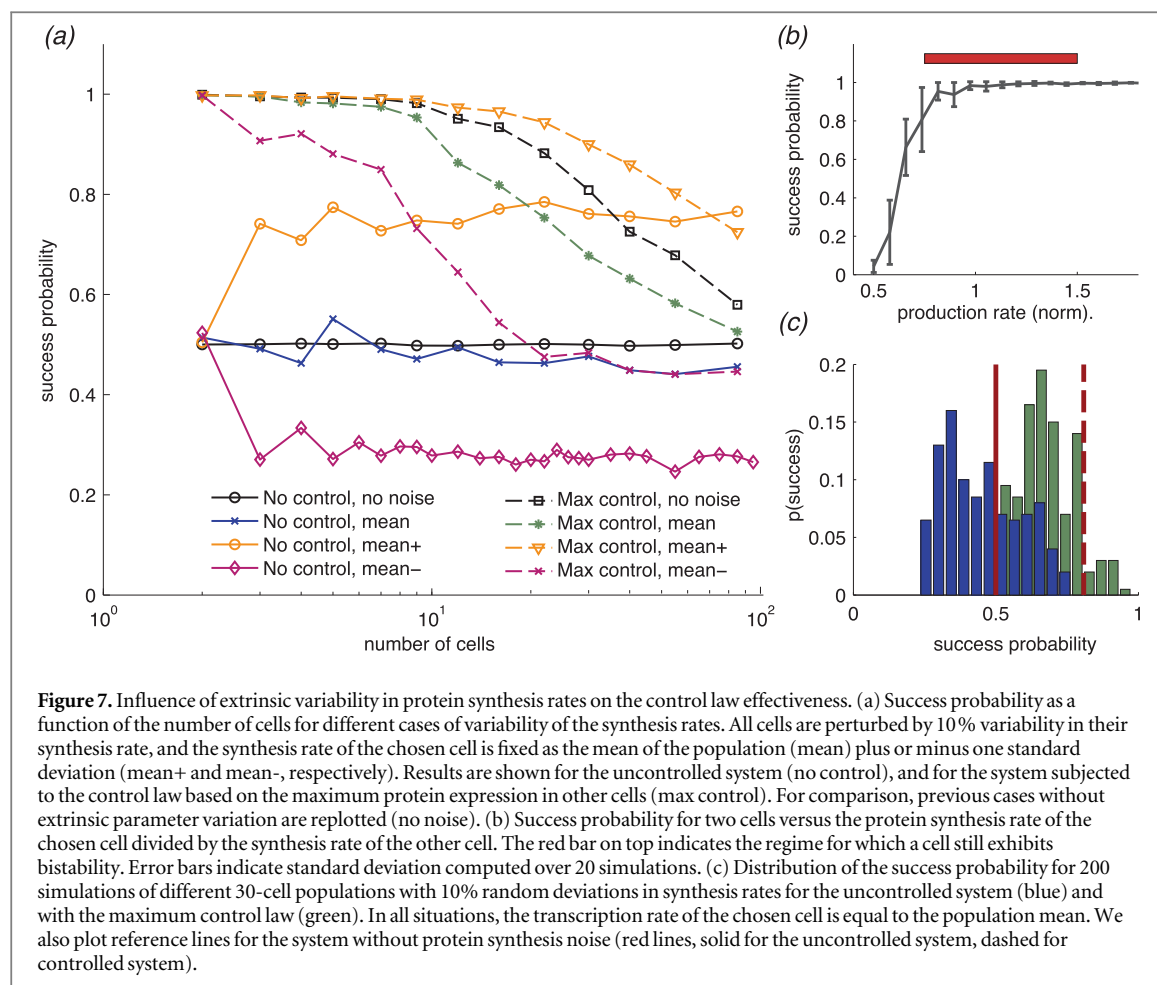 (a)
success probability
1
0.8
0.6
0.4
0.2
0
10⁰
10¹
10²
number of cells
No control, no noise
No control, mean
No control, mean+
No control, mean−
Max control, no noise
Max control, mean
Max control, mean+
Max control, mean−
(b)
success probability
1
0.8
0.6
0.4
0.2
0
0.5
1
1.5
production rate (norm).
(c)
p(success)
0.2
0.15
0.1
0.05
0
0
0.5
1
success probability
Figure 7. Influence of extrinsic variability in protein synthesis rates on the control law effectiveness. (a) Success probability as a
function of the number of cells for different cases of variability of the synthesis rates. All cells are perturbed by 10% variability in their
synthesis rate, and the synthesis rate of the chosen cell is fixed as the mean of the population (mean) plus or minus one standard
deviation (mean+ and mean-, respectively). Results are shown for the uncontrolled system (no control), and for the system subjected
to the control law based on the maximum protein expression in other cells (max control). For comparison, previous cases without
extrinsic parameter variation are replotted (no noise). (b) Success probability for two cells versus the protein synthesis rate of the
chosen cell divided by the synthesis rate of the other cell. The red bar on top indicates the regime for which a cell still exhibits
bistability. Error bars indicate standard deviation computed over 20 simulations. (c) Distribution of the success probability for 200
simulations of different 30-cell populations with 10% random deviations in synthesis rates for the uncontrolled system (blue) and
with the maximum control law (green). In all situations, the transcription rate of the chosen cell is equal to the population mean. We
also plot reference lines for the system without protein synthesis noise (red lines, solid for the uncontrolled system, dashed for
controlled system).